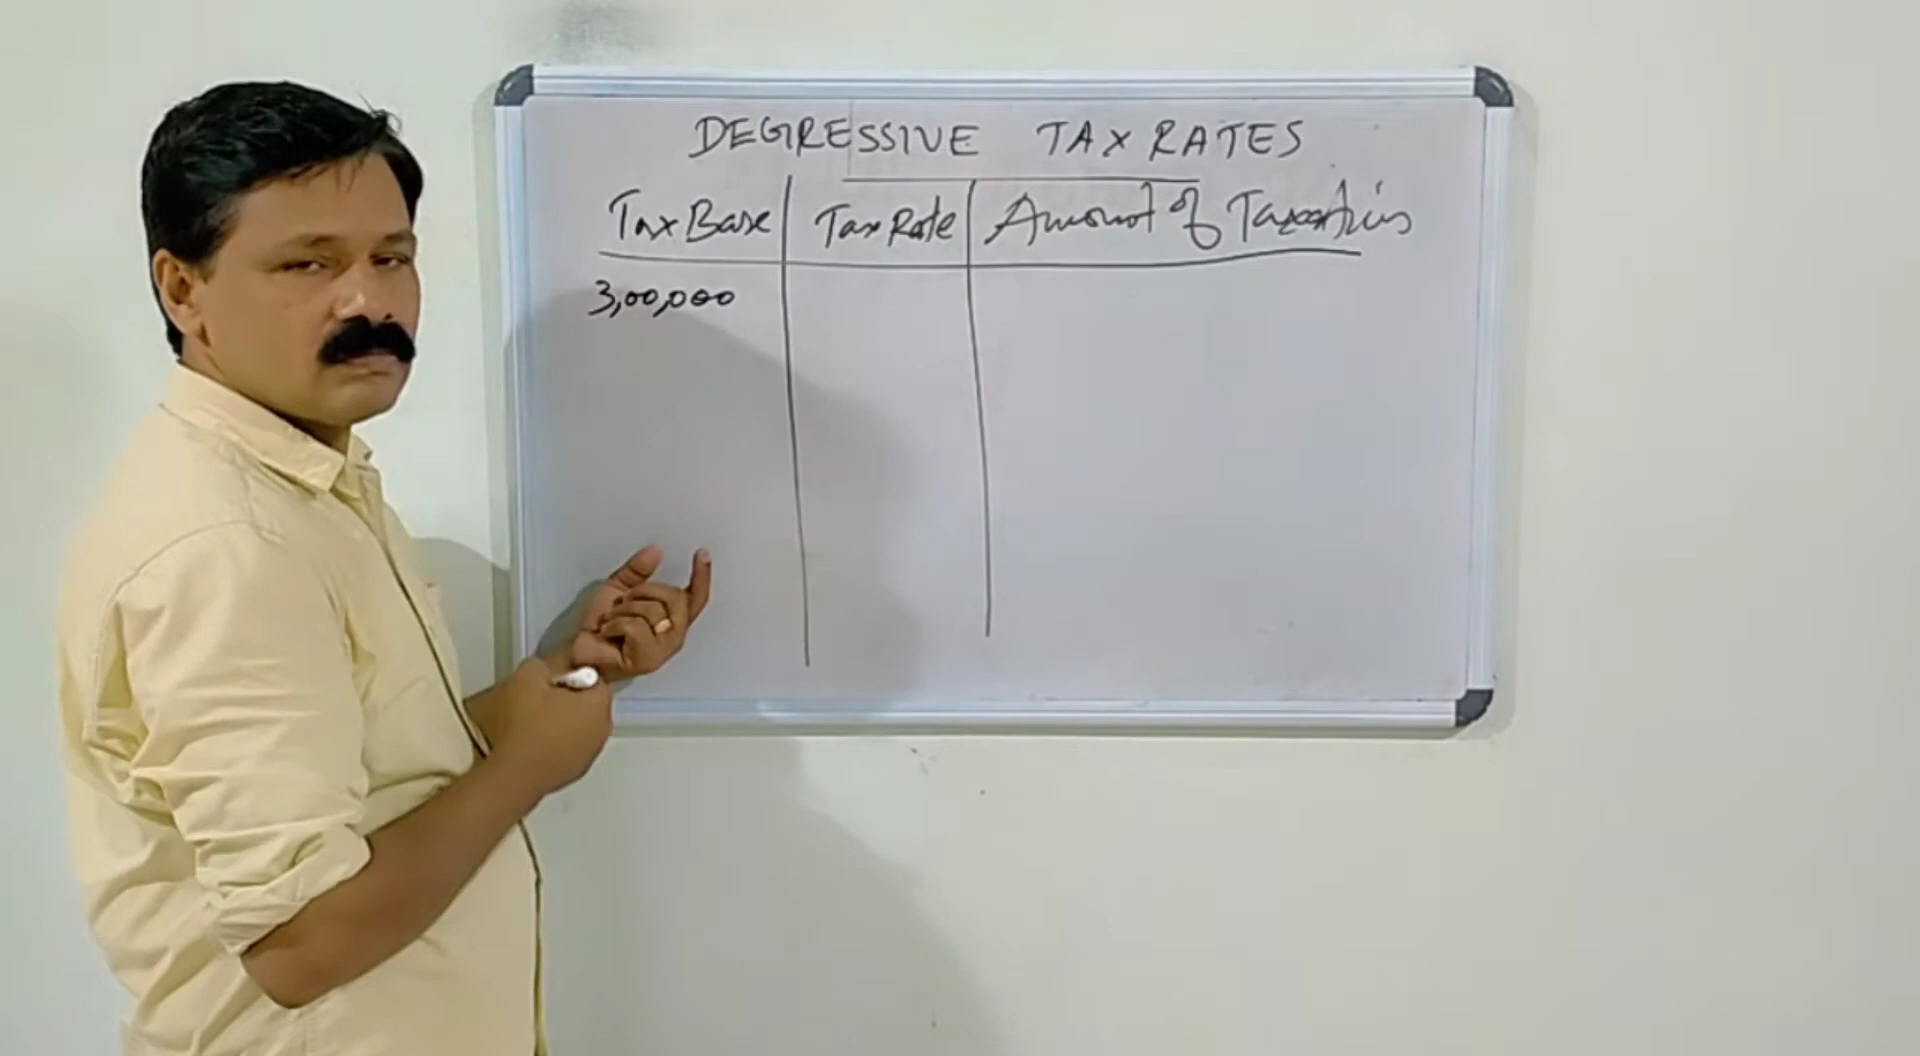 DEGRESSIVE TAX RATES
Tax Base Tax Rate Amount of Taxation
3,00,000